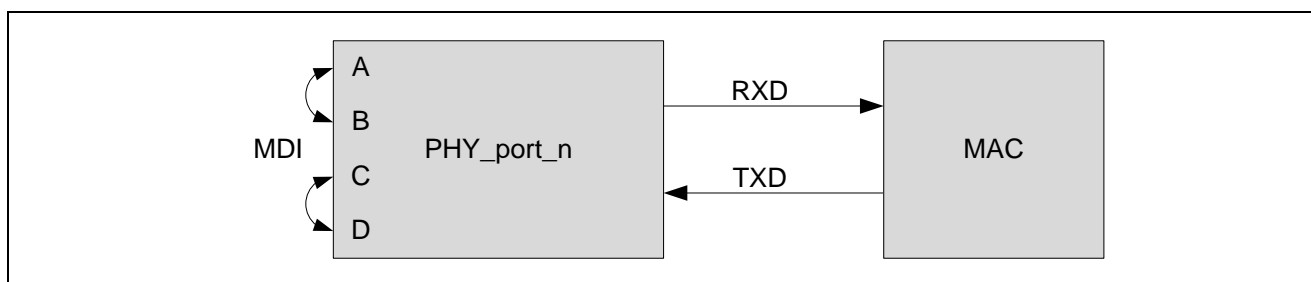 A
B
MDI
C
D
PHY_port_n
RXD
TXD
MAC